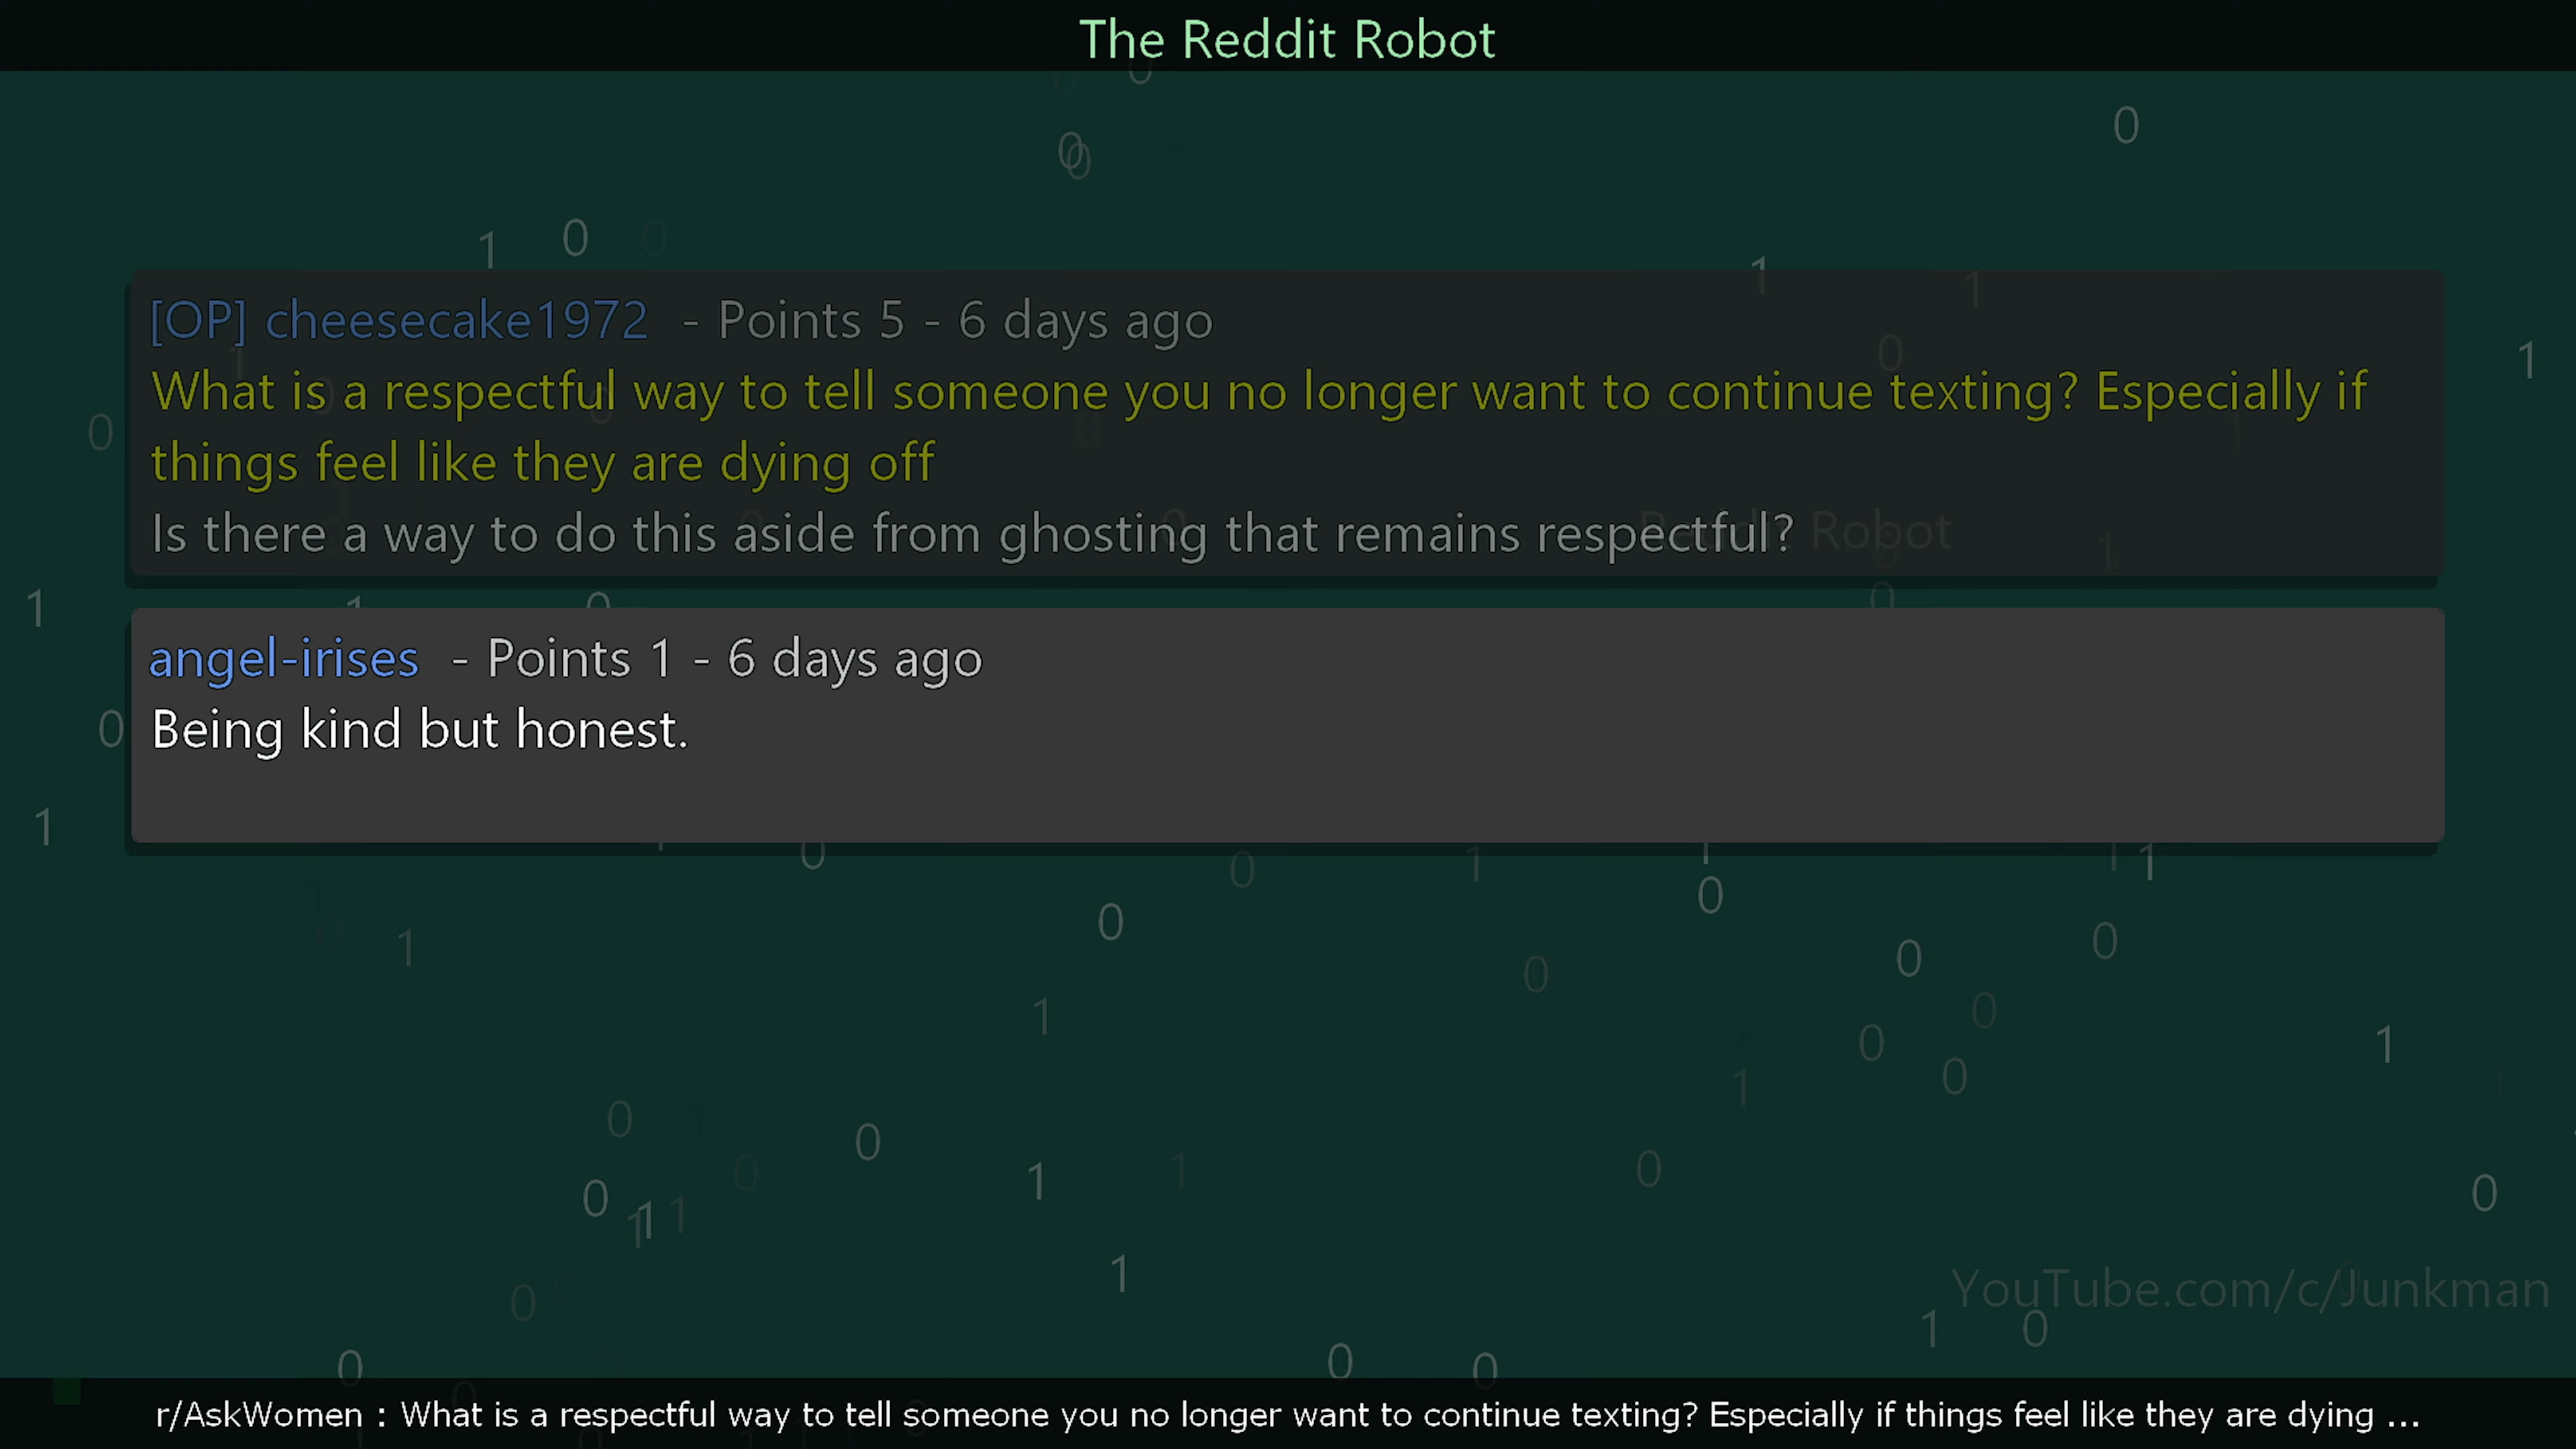 The Reddit Robot
[OP] cheesecake1972 - Points 5 - 6 days ago
What is a respectful way to tell someone you no longer want to continue texting? Especially if
things feel like they are dying off
Is there a way to do this aside from ghosting that remains respectful?
Reddit Robot
angel-irises - Points 1 - 6 days ago
Being kind but honest.
YouTube.com/c/Junkman
r/AskWomen : What is a respectful way to tell someone you no longer want to continue texting? Especially if things feel like they are dying ...